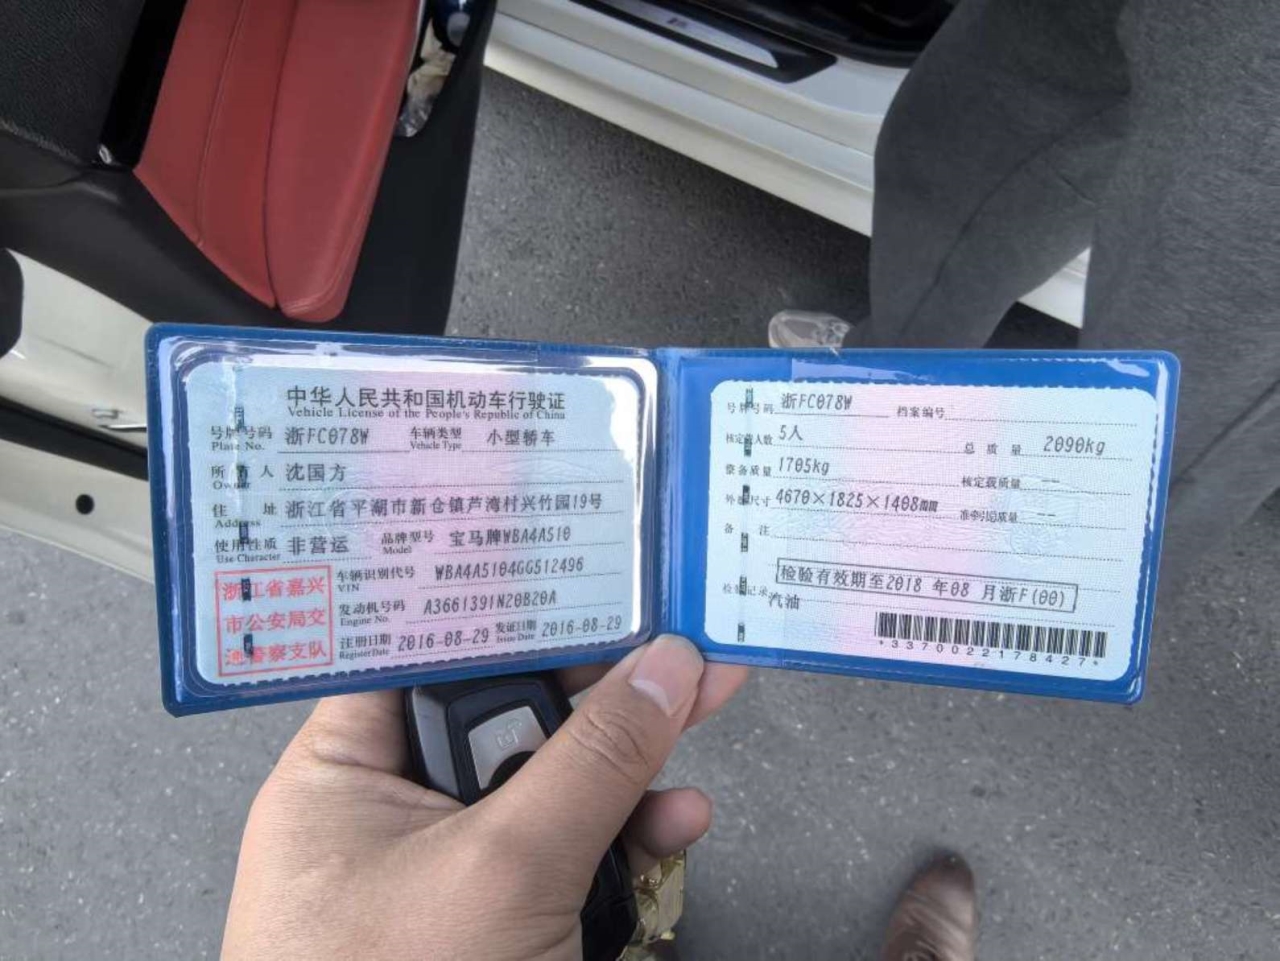 中华人民共和国机动车行驶证
Vehicle License of the People's Republic of China
号牌号码 浙FC078W 车辆类型 小型轿车
Plate No. Vehicle Type
所有人 沈国方
Owner
住址 浙江省平湖市新仓镇芦湾村兴竹园19号
Address
使用性质 非营运 品牌型号 宝马牌WBA4A510
Use Character Model
浙江省嘉兴
市公安局交
通警察支队
车辆识别代号 WBA4A5104GG512496
VIN
发动机号码 A3661391N20B20A
Engine No.
注册日期 2016-08-29 发证日期 2016-08-29
Register Date Issue Date
号牌号码 浙FC078W 档案编号
核定载人数 5人 总质量 2090kg
整备质量 1705kg 核定载质量 --
外廓尺寸 4670×1825×1408mm 准牵引总质量 --
备注
检验有效期至2018 年08 月浙F(00)
检验记录 汽油
*3370022178427*